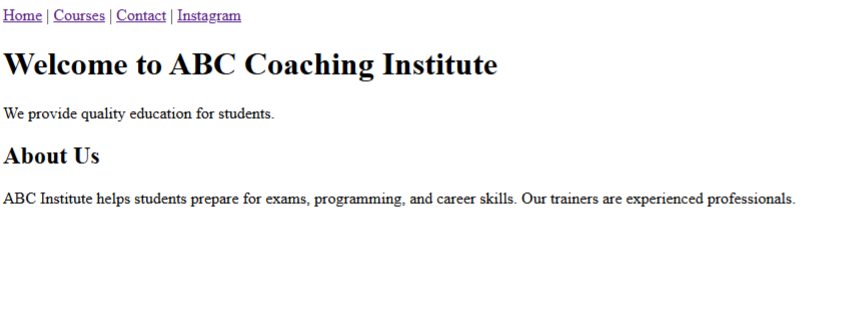 Home | Courses | Contact | Instagram
Welcome to ABC Coaching Institute
We provide quality education for students.
About Us
ABC Institute helps students prepare for exams, programming, and career skills. Our trainers are experienced professionals.